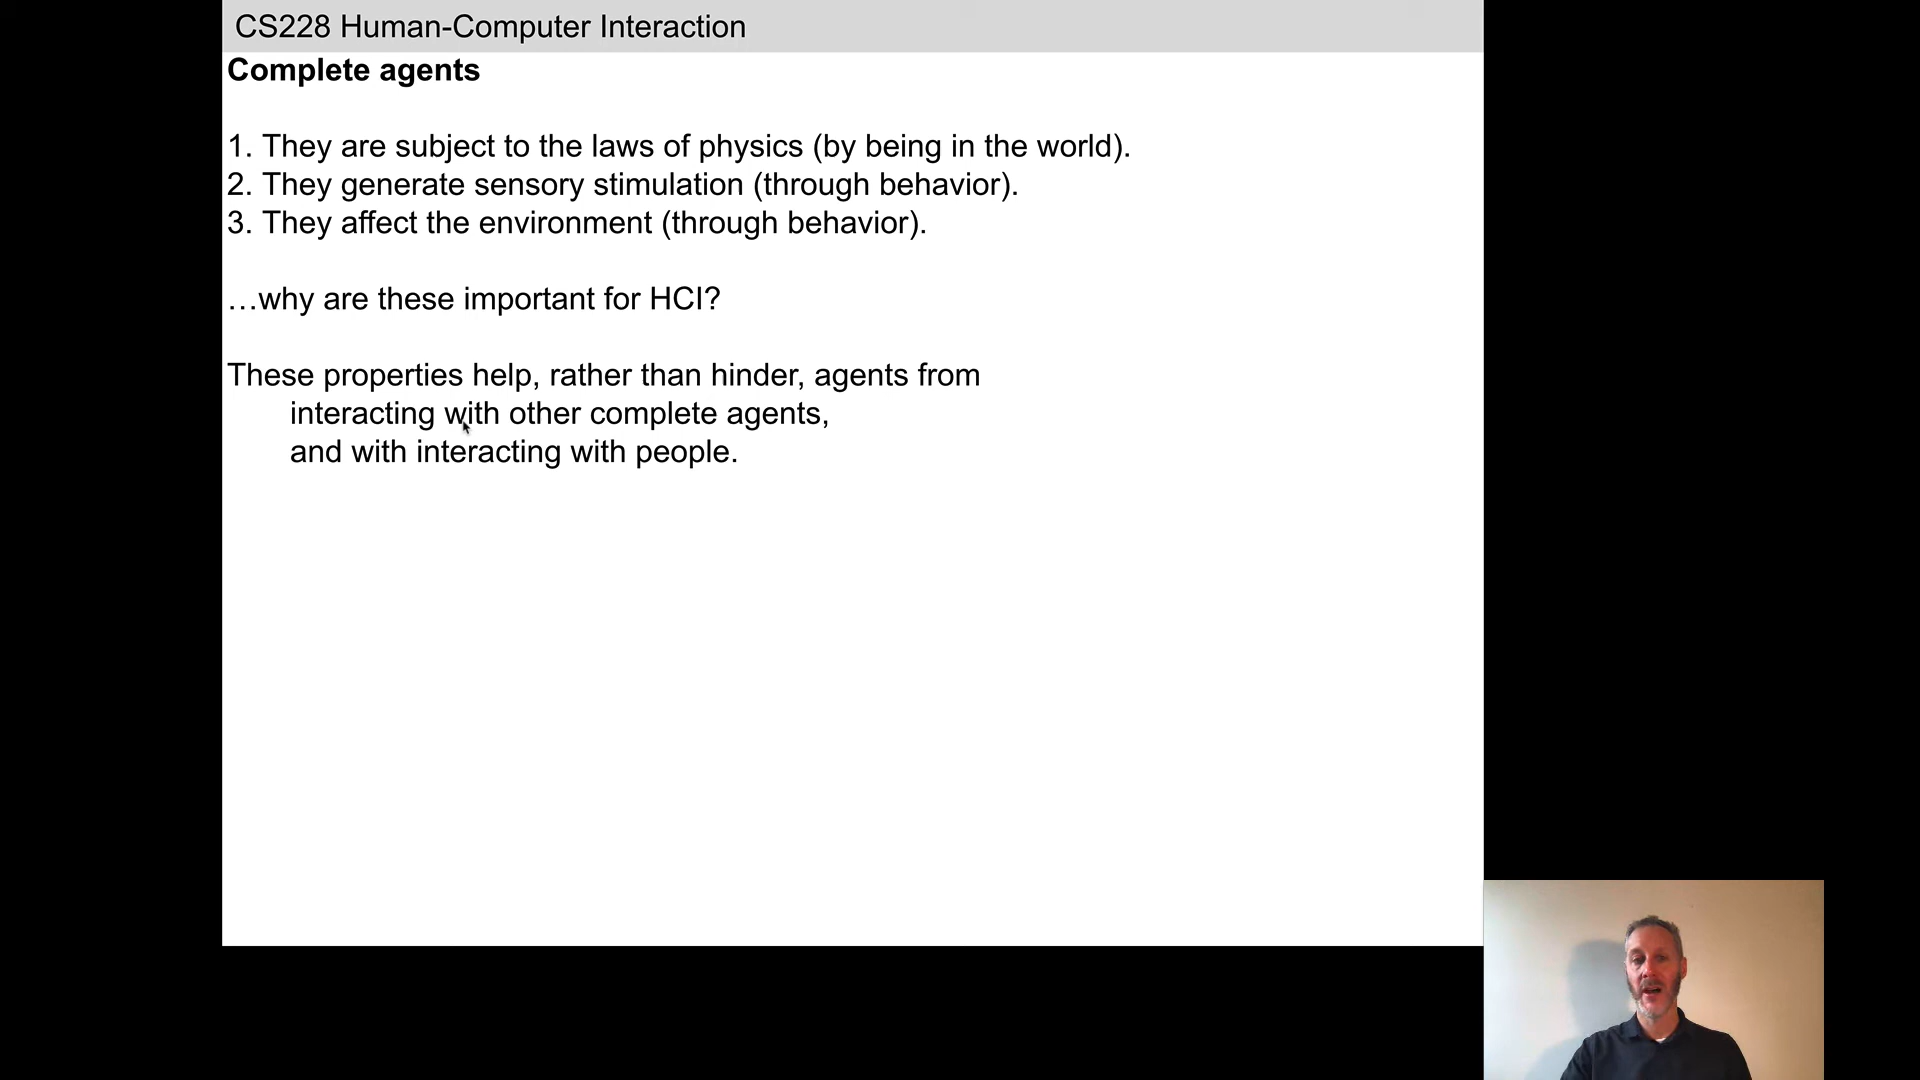 CS228 Human-Computer Interaction
Complete agents
1. They are subject to the laws of physics (by being in the world).
2. They generate sensory stimulation (through behavior).
3. They affect the environment (through behavior).
…why are these important for HCI?
These properties help, rather than hinder, agents from
interacting with other complete agents,
and with interacting with people.